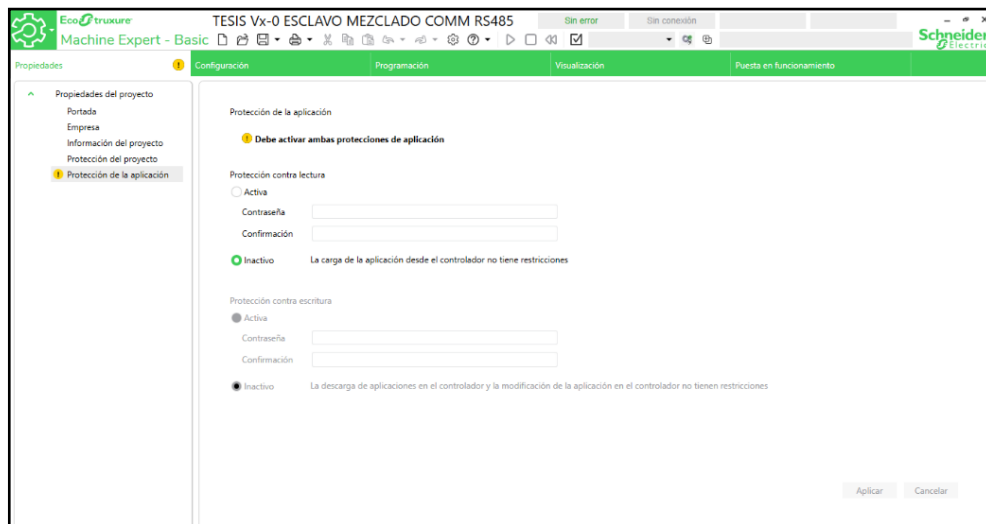 EcoStruxure
Machine Expert - Basic
TESIS Vx-0 ESCLAVO MEZCLADO COMM RS485
Sin error
Sin conexión
Schneider
Electric
Propiedades
Configuración
Programación
Visualización
Puesta en funcionamiento
Propiedades del proyecto
Portada
Empresa
Información del proyecto
Protección del proyecto
Protección de la aplicación
Protección de la aplicación
Debe activar ambas protecciones de aplicación
Protección contra lectura
Activa
Contraseña
Confirmación
Inactivo La carga de la aplicación desde el controlador no tiene restricciones
Protección contra escritura
Activa
Contraseña
Confirmación
Inactivo La descarga de aplicaciones en el controlador y la modificación de la aplicación en el controlador no tienen restricciones
Aplicar Cancelar